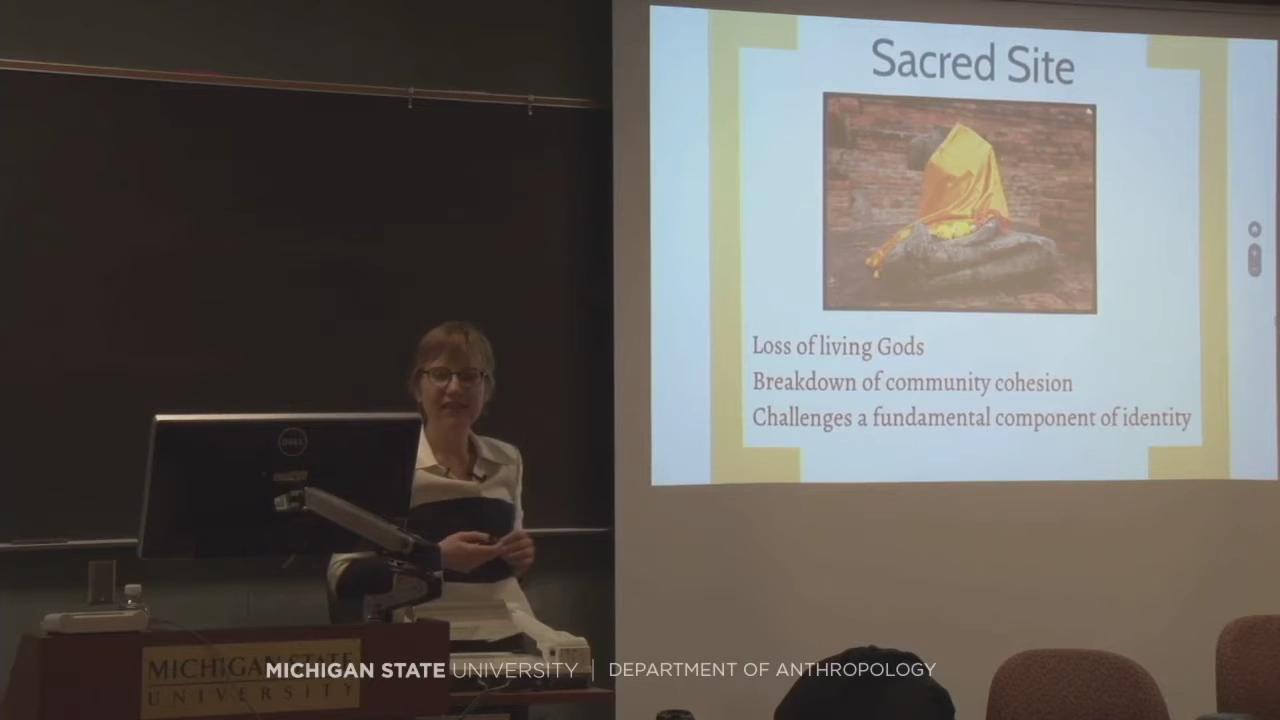 Sacred Site
Loss of living Gods
Breakdown of community cohesion
Challenges a fundamental component of identity
DELL
MICHIGAN STATE
UNIVERSITY
MICHIGAN STATE UNIVERSITY | DEPARTMENT OF ANTHROPOLOGY